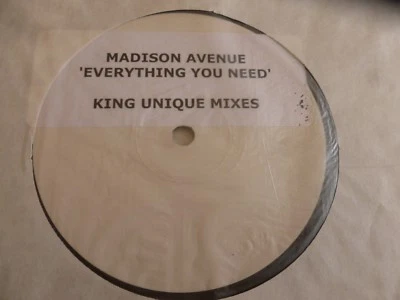 MADISON AVENUE
'EVERYTHING YOU NEED'
KING UNIQUE MIXES